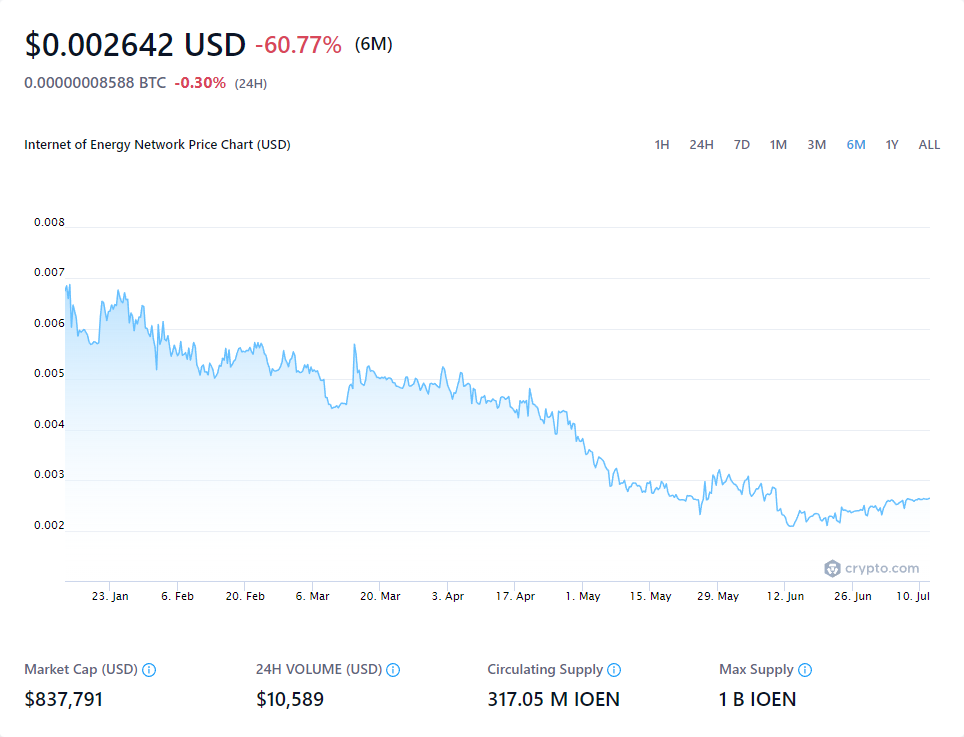 $0.002642 USD -60.77% (6M)
0.00000008588 BTC -0.30% (24H)
Internet of Energy Network Price Chart (USD) 1H 24H 7D 1M 3M 6M 1Y ALL
0.008
0.007
0.006
0.005
0.004
0.003
0.002
crypto.com
23. Jan 6. Feb 20. Feb 6. Mar 20. Mar 3. Apr 17. Apr 1. May 15. May 29. May 12. Jun 26. Jun 10. Jul
Market Cap (USD) 24H VOLUME (USD) Circulating Supply Max Supply
$837,791 $10,589 317.05 M IOEN 1 B IOEN